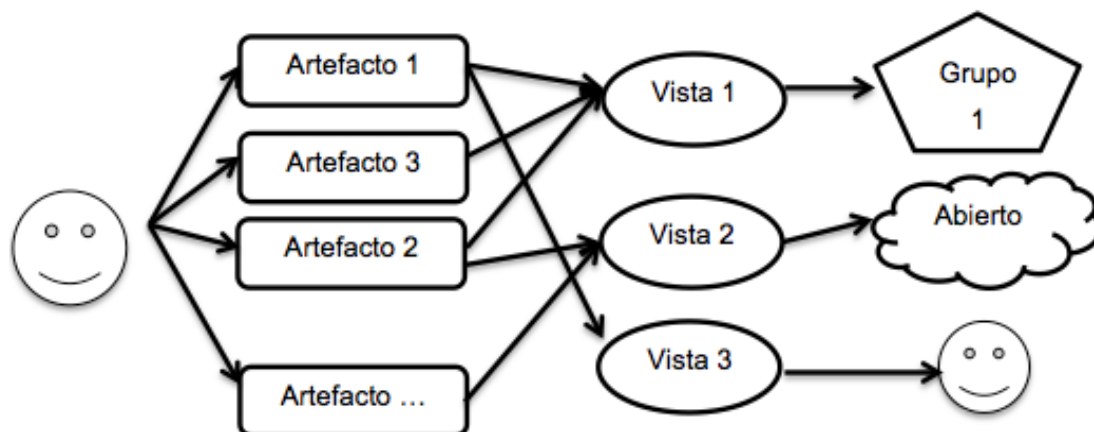 Artefacto 1
Artefacto 3
Artefacto 2
Artefacto ...
Vista 1
Vista 2
Vista 3
Grupo
1
Abierto